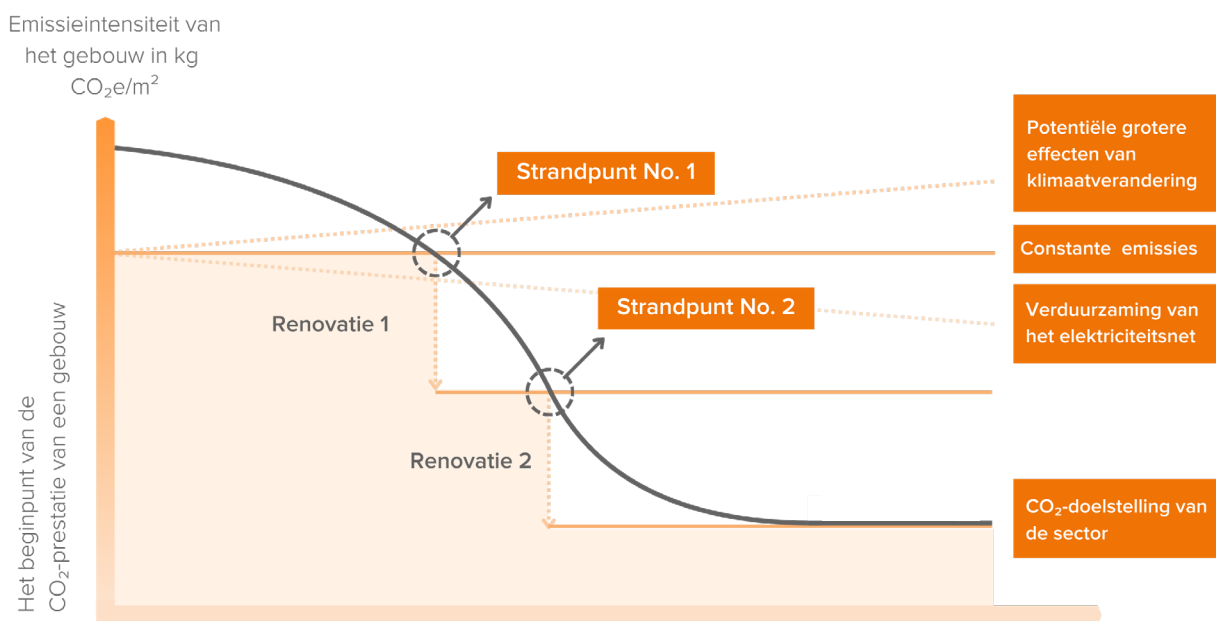 Emissieintensiteit van
het gebouw in kg
CO₂e/m²
Strandpunt No. 1
Strandpunt No. 2
Renovatie 1
Renovatie 2
Potentiële grotere
effecten van
klimaatverandering
Constante emissies
Verduurzaming van
het elektriciteitsnet
CO₂-doelstelling van
de sector
Het beginpunt van de
CO₂-prestatie van een gebouw